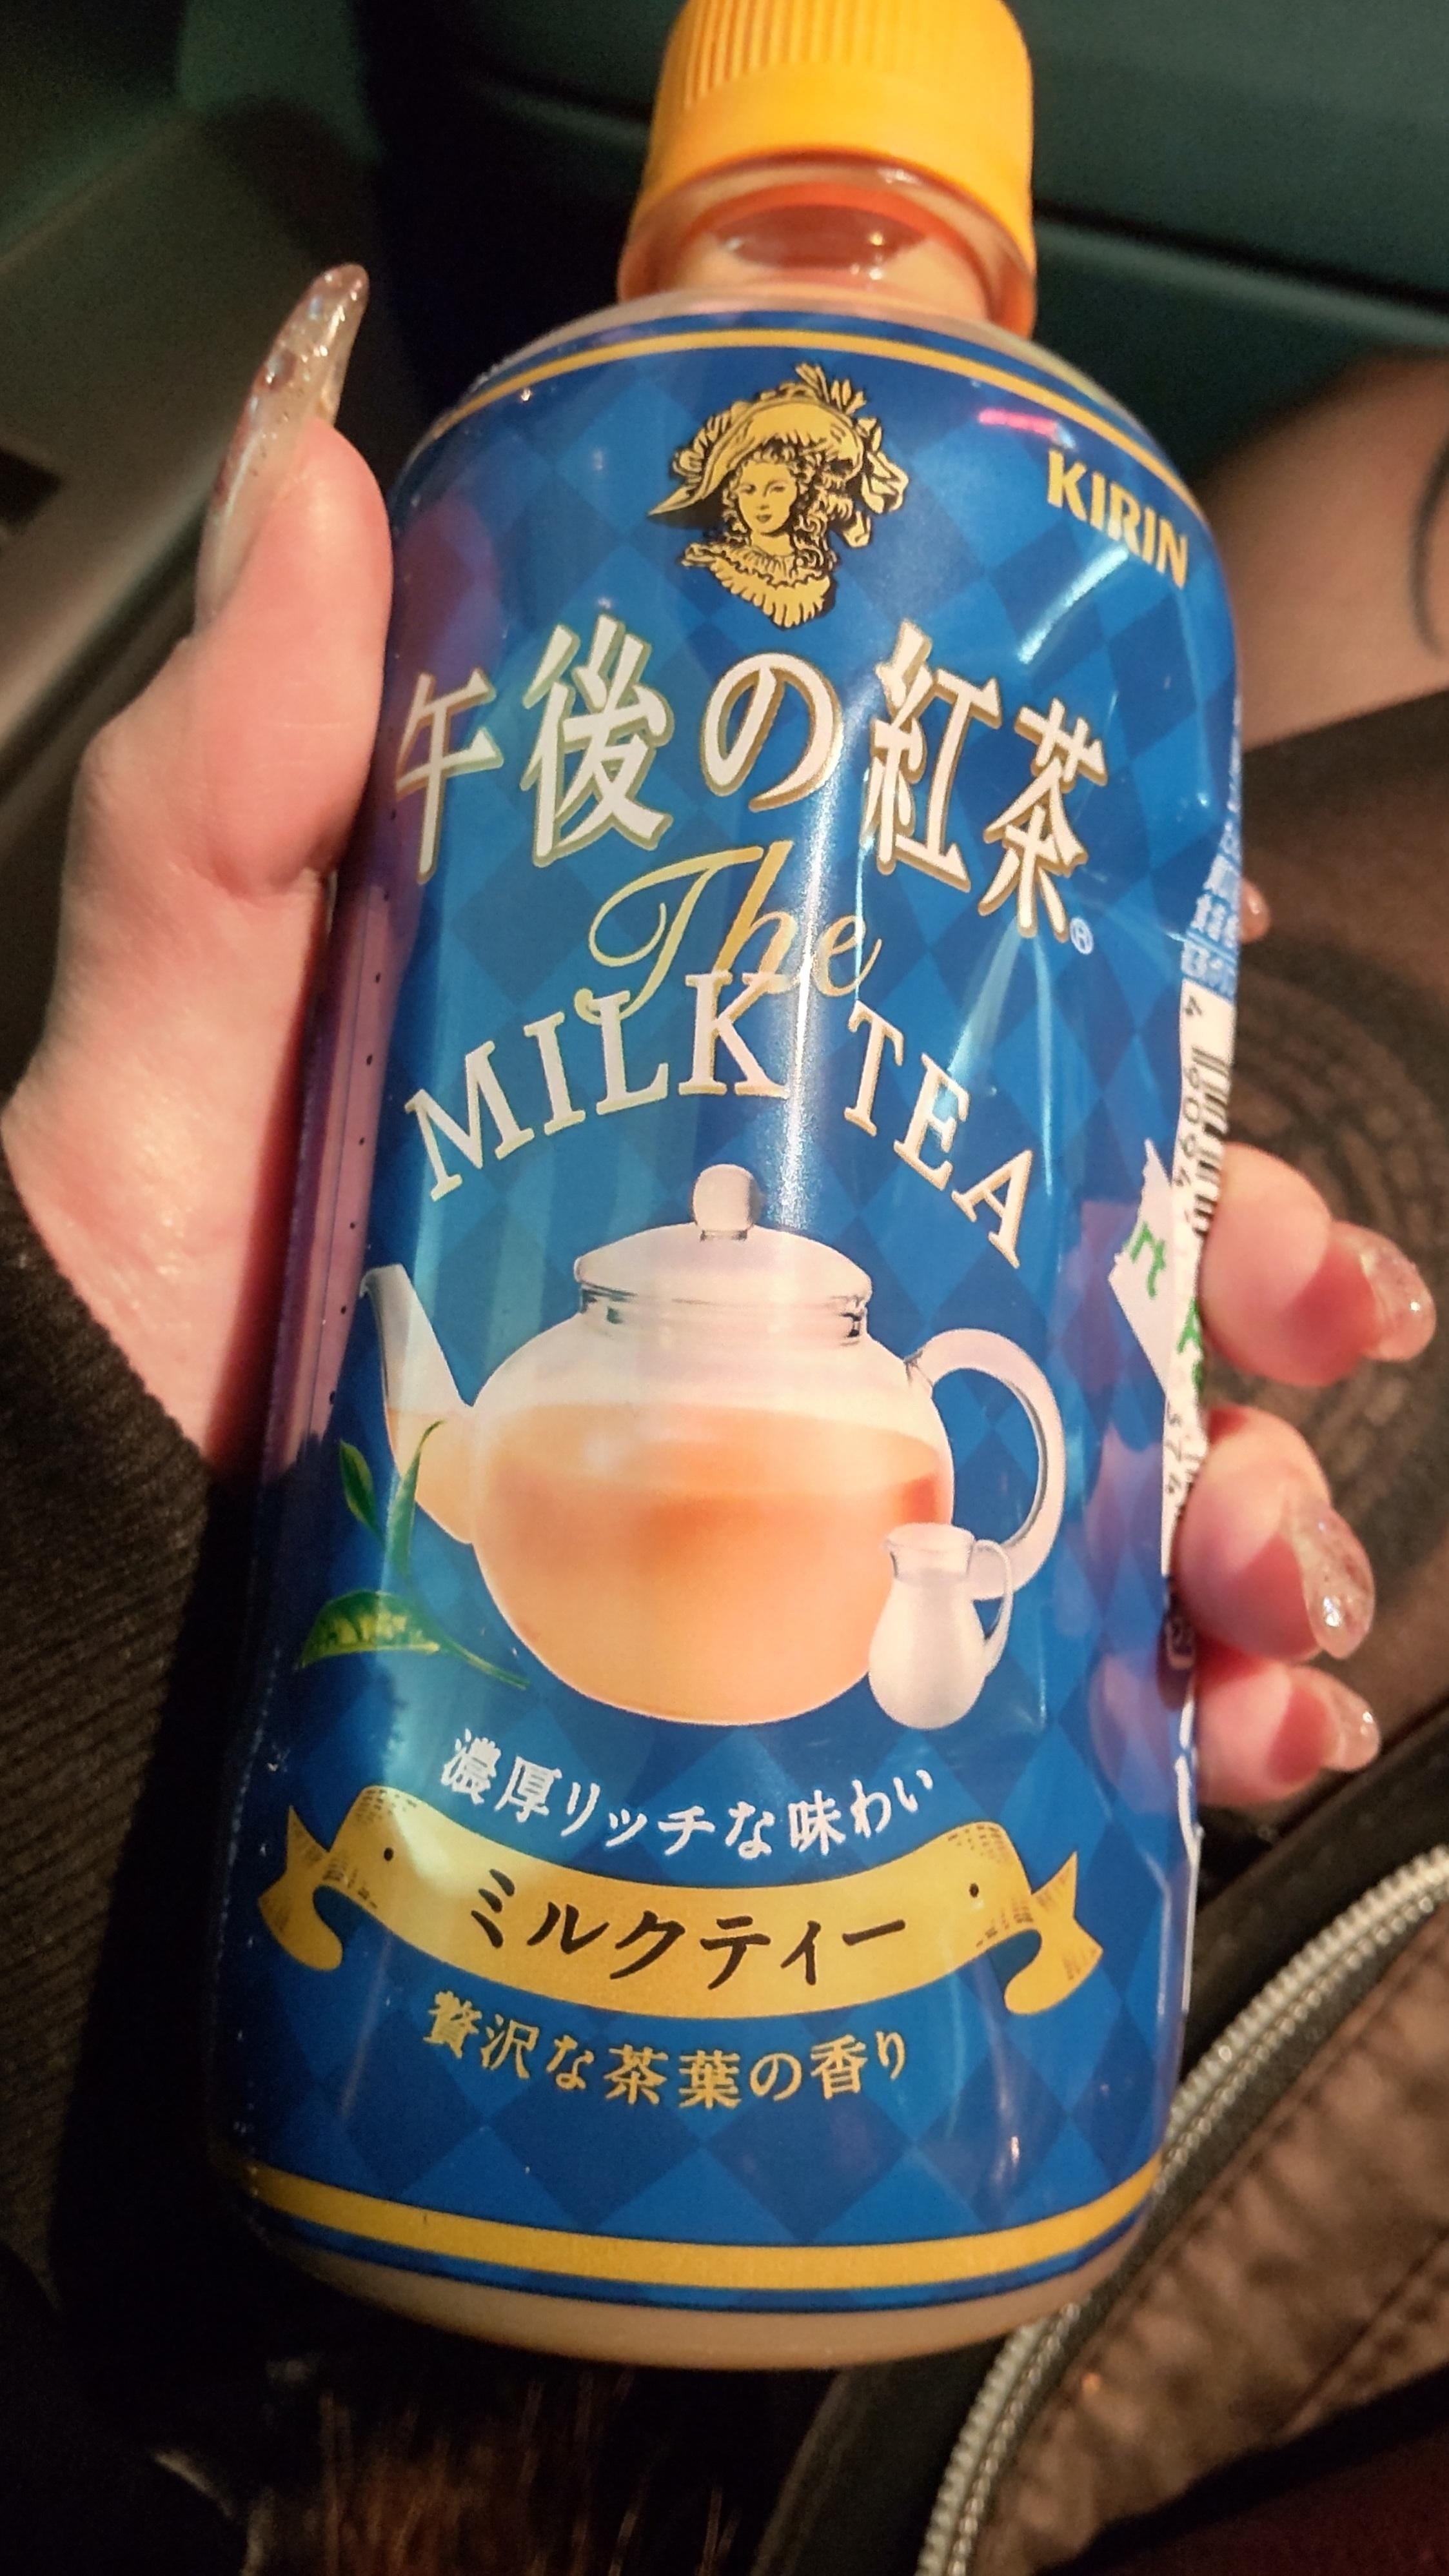 KIRIN
午後の紅茶®
The
MILK TEA
濃厚リッチな味わい
ミルクティー
贅沢な茶葉の香り